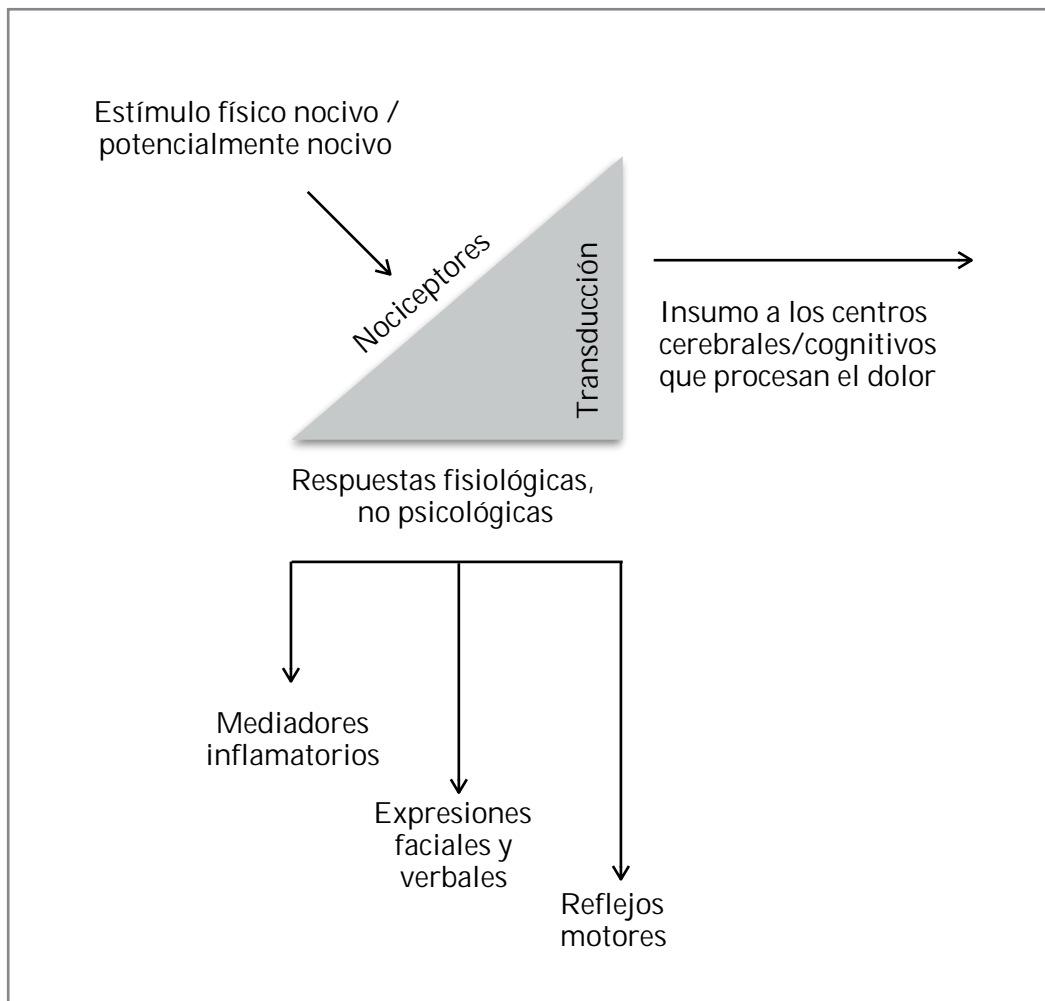 Estímulo físico nocivo /
potencialmente nocivo
Nociceptores
Transducción
Insumo a los centros
cerebrales/cognitivos
que procesan el dolor
Respuestas fisiológicas,
no psicológicas
Mediadores
inflamatorios
Expresiones
faciales y
verbales
Reflejos
motores